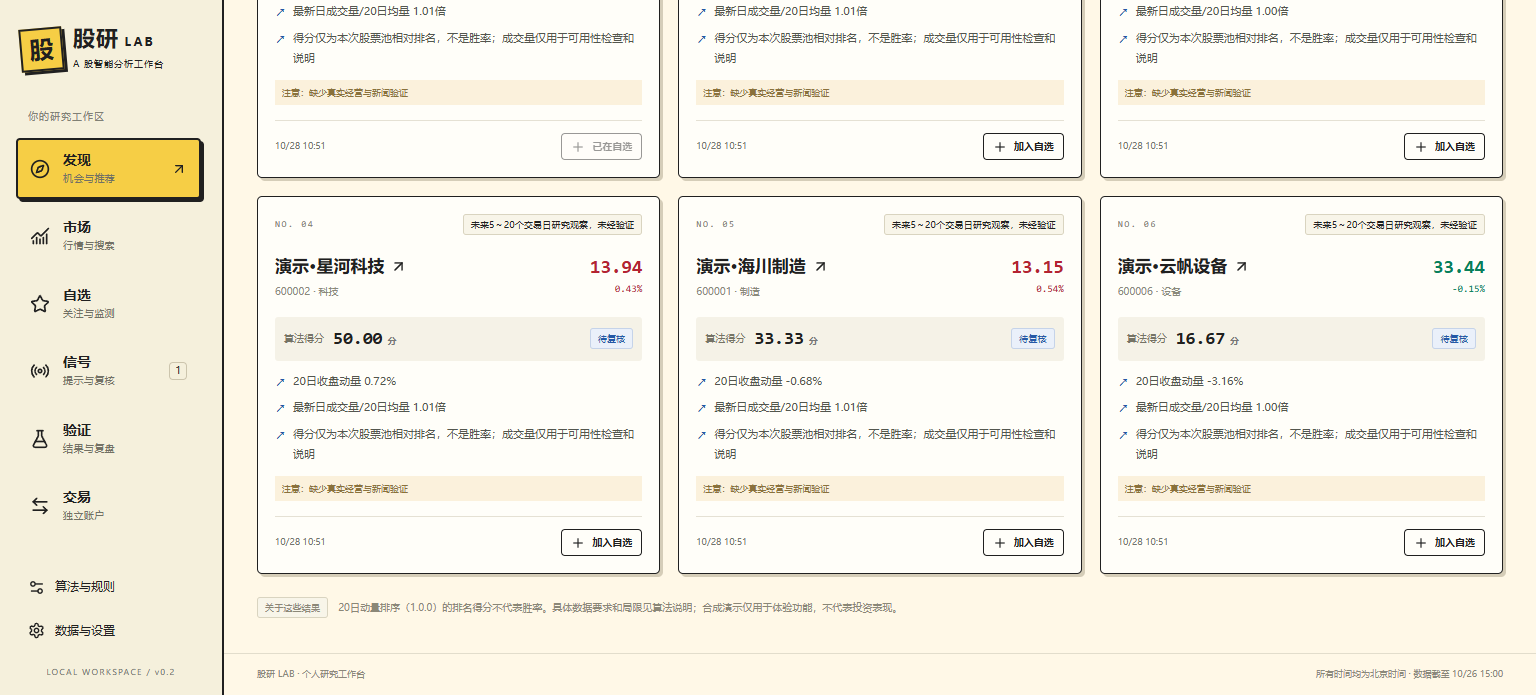 股
股研 LAB
A 股智能分析工作台
你的研究工作区
发现
机会与推荐
市场
行情与搜索
自选
关注与监测
信号
提示与复核
1
验证
结果与复盘
交易
独立账户
算法与规则
数据与设置
LOCAL WORKSPACE / v0.2
最新日成交量/20日均量 1.01倍
得分仅为本次股票池相对排名，不是胜率；成交量仅用于可用性检查和
说明
注意：缺少真实经营与新闻验证
10/28 10:51
已在自选
最新日成交量/20日均量 1.01倍
得分仅为本次股票池相对排名，不是胜率；成交量仅用于可用性检查和
说明
注意：缺少真实经营与新闻验证
10/28 10:51
加入自选
最新日成交量/20日均量 1.00倍
得分仅为本次股票池相对排名，不是胜率；成交量仅用于可用性检查和
说明
注意：缺少真实经营与新闻验证
10/28 10:51
加入自选
NO. 04
未来5~20个交易日研究观察，未经验证
演示·星河科技
13.94
600002 · 科技
0.43%
算法得分 50.00 分
待复核
20日收盘动量 0.72%
最新日成交量/20日均量 1.01倍
得分仅为本次股票池相对排名，不是胜率；成交量仅用于可用性检查和
说明
注意：缺少真实经营与新闻验证
10/28 10:51
加入自选
NO. 05
未来5~20个交易日研究观察，未经验证
演示·海川制造
13.15
600001 · 制造
0.54%
算法得分 33.33 分
待复核
20日收盘动量 -0.68%
最新日成交量/20日均量 1.01倍
得分仅为本次股票池相对排名，不是胜率；成交量仅用于可用性检查和
说明
注意：缺少真实经营与新闻验证
10/28 10:51
加入自选
NO. 06
未来5~20个交易日研究观察，未经验证
演示·云帆设备
33.44
600006 · 设备
-0.15%
算法得分 16.67 分
待复核
20日收盘动量 -3.16%
最新日成交量/20日均量 1.00倍
得分仅为本次股票池相对排名，不是胜率；成交量仅用于可用性检查和
说明
注意：缺少真实经营与新闻验证
10/28 10:51
加入自选
关于这些结果
20日动量排序（1.0.0）的排名得分不代表胜率。具体数据要求和局限见算法说明；合成演示仅用于体验功能，不代表投资表现。
股研 LAB · 个人研究工作台
所有时间均为北京时间 · 数据截至 10/26 15:00